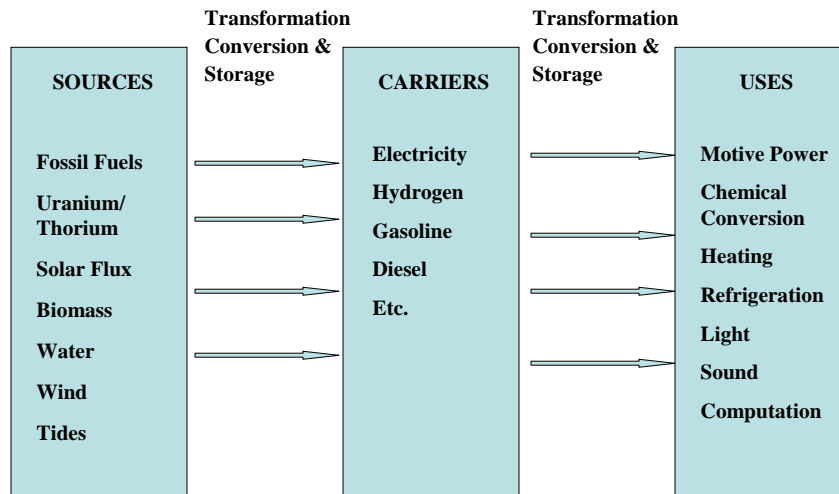 Transformation
Conversion &
Storage
Transformation
Conversion &
Storage
SOURCES
Fossil Fuels
Uranium/
Thorium
Solar Flux
Biomass
Water
Wind
Tides
CARRIERS
Electricity
Hydrogen
Gasoline
Diesel
Etc.
USES
Motive Power
Chemical
Conversion
Heating
Refrigeration
Light
Sound
Computation